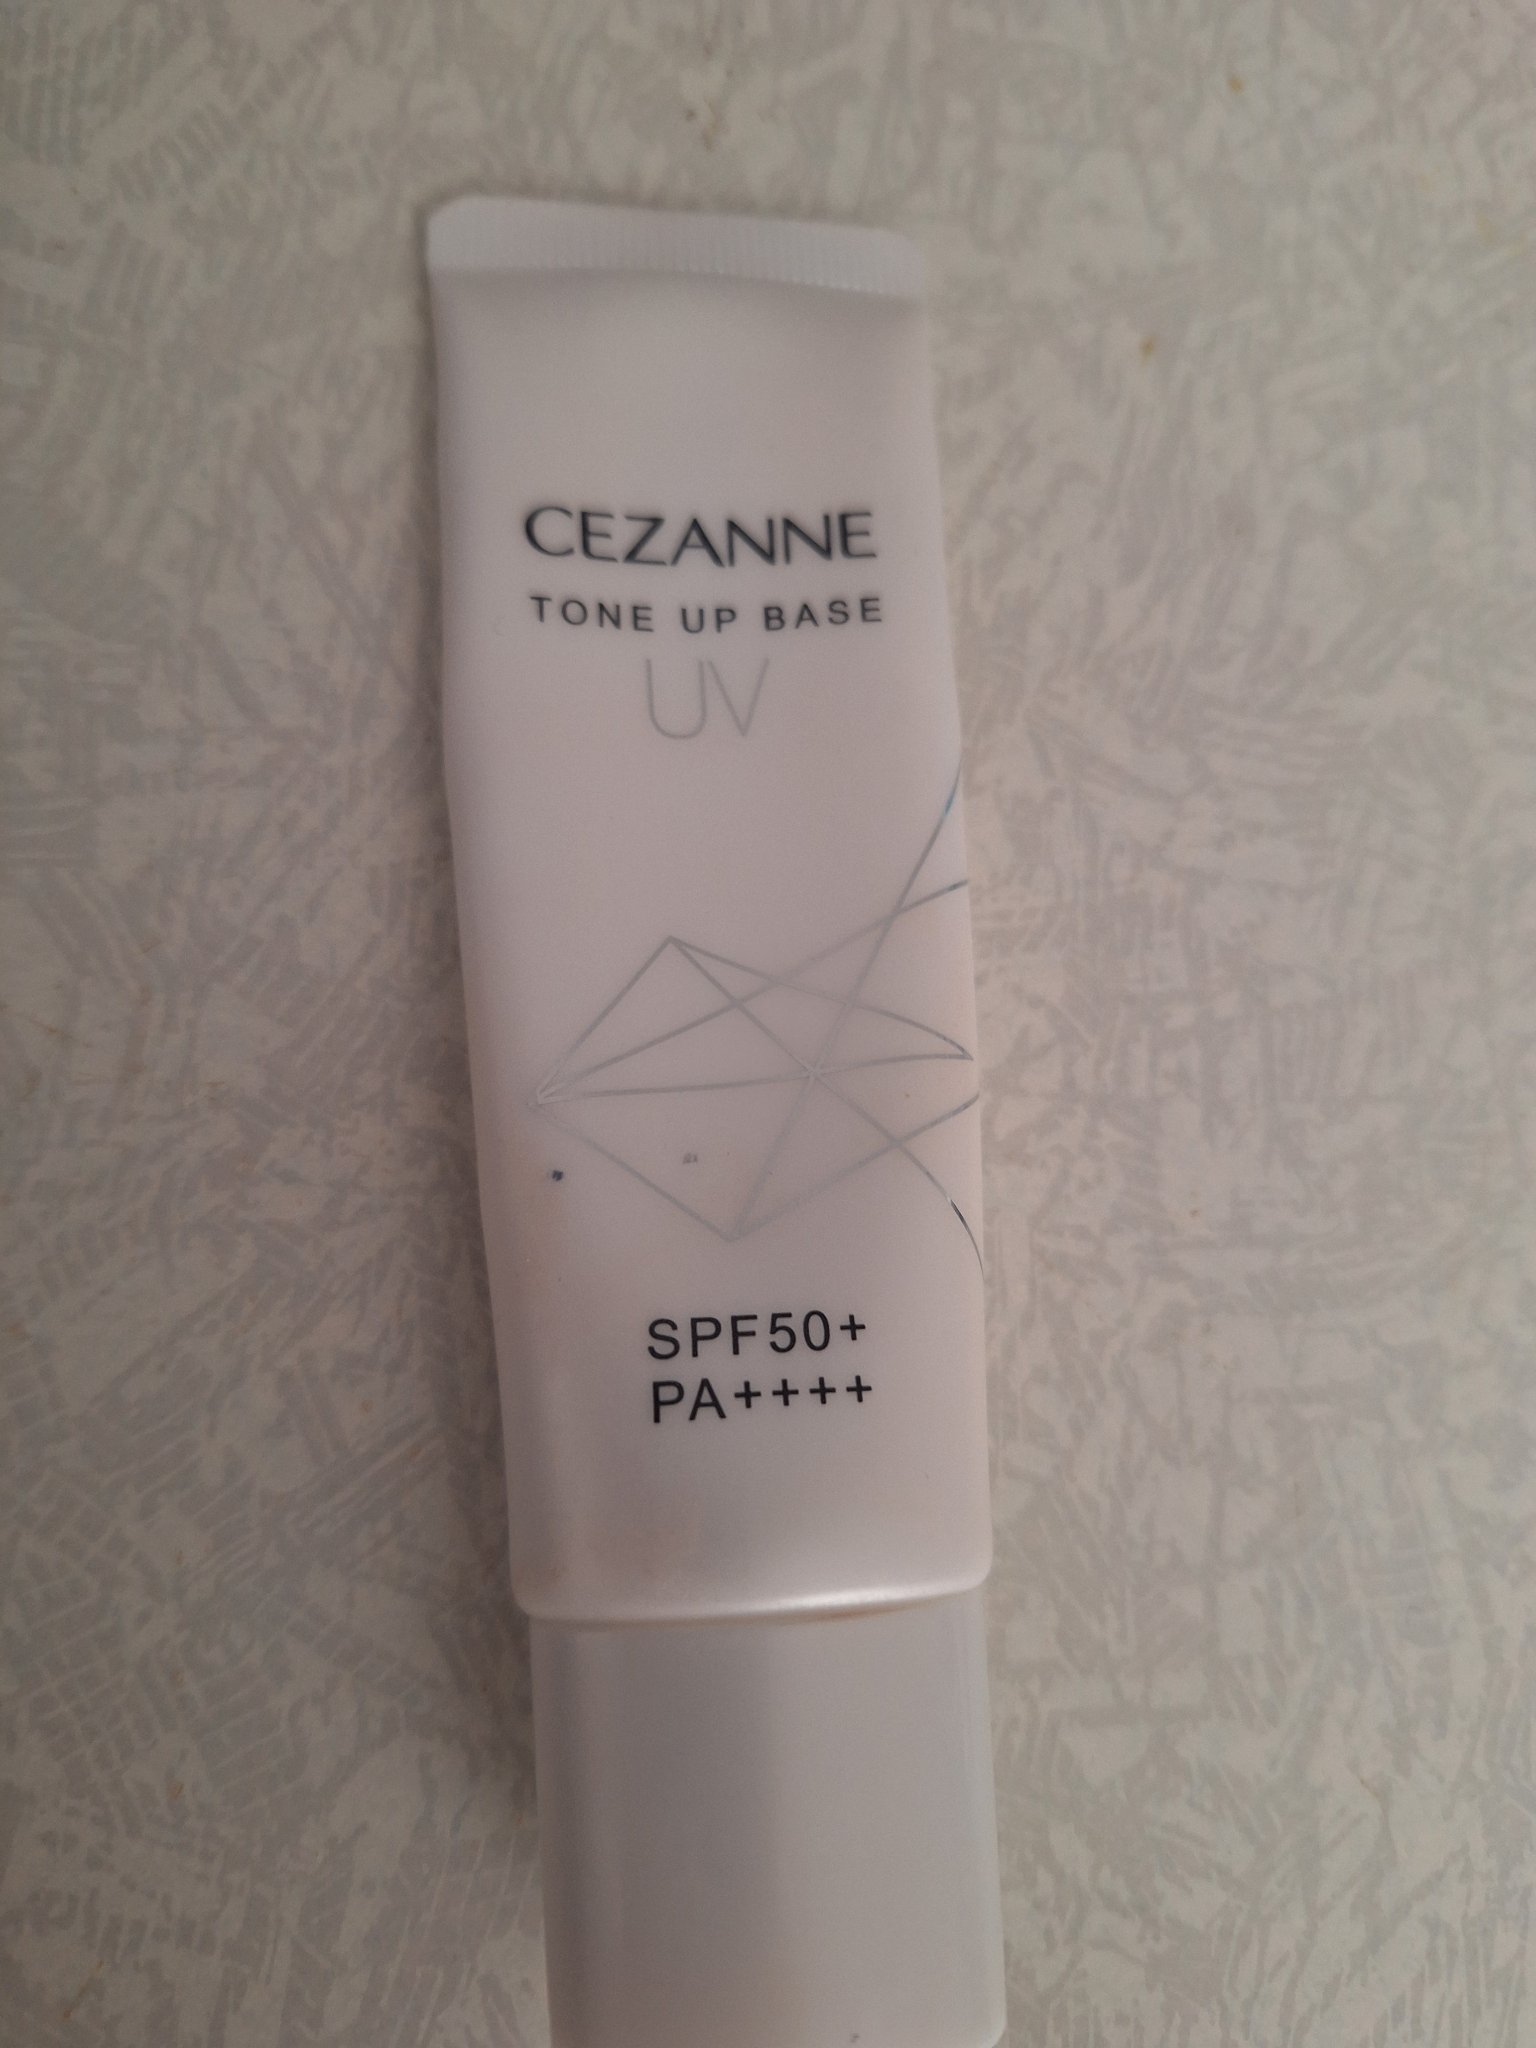 CEZANNE
TONE UP BASE
UV
SPF50+
PA++++